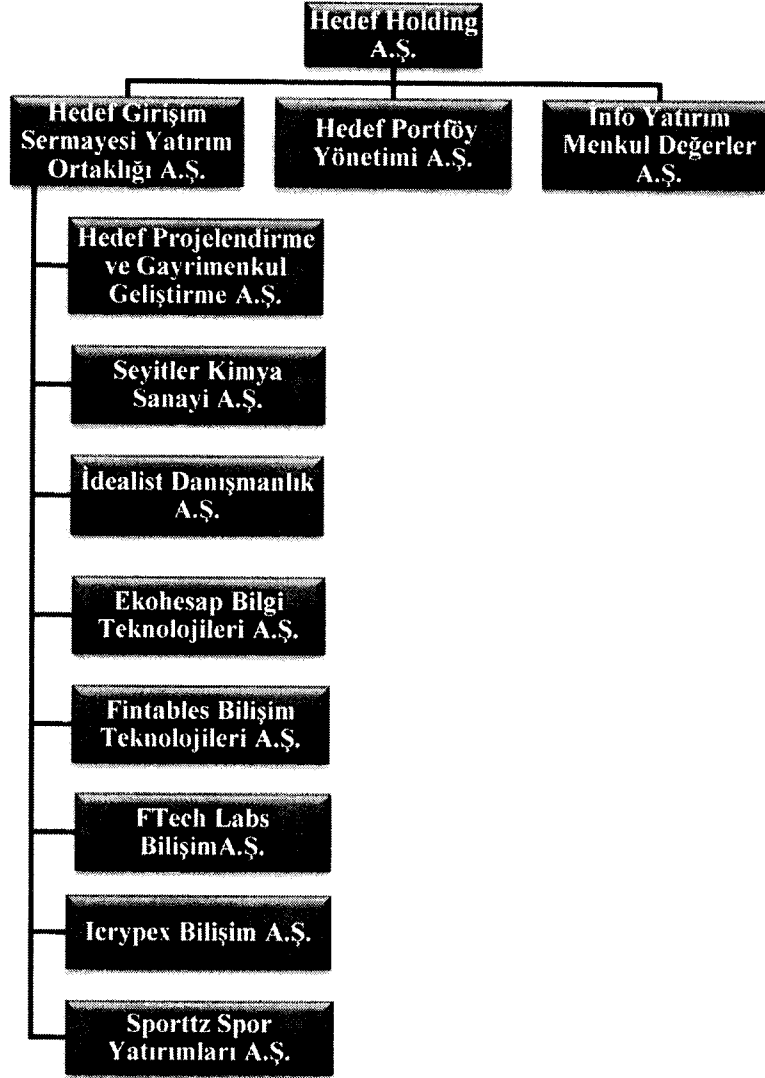 Hedef Holding
A.Ş.
Hedef Girişim
Sermayesi Yatırım
Ortaklığı A.Ş.
Hedef Portföy
Yönetimi A.Ş.
İnfo Yatırım
Menkul Değerler
A.Ş.
Hedef Projelendirme
ve Gayrimenkul
Geliştirme A.Ş.
Seyitler Kimya
Sanayi A.Ş.
İdealist Danışmanlık
A.Ş.
Ekohesap Bilgi
Teknolojileri A.Ş.
Fintables Bilişim
Teknolojileri A.Ş.
FTech Labs
BilişimA.Ş.
Icrypex Bilişim A.Ş.
Sporttz Spor
Yatırımları A.Ş.